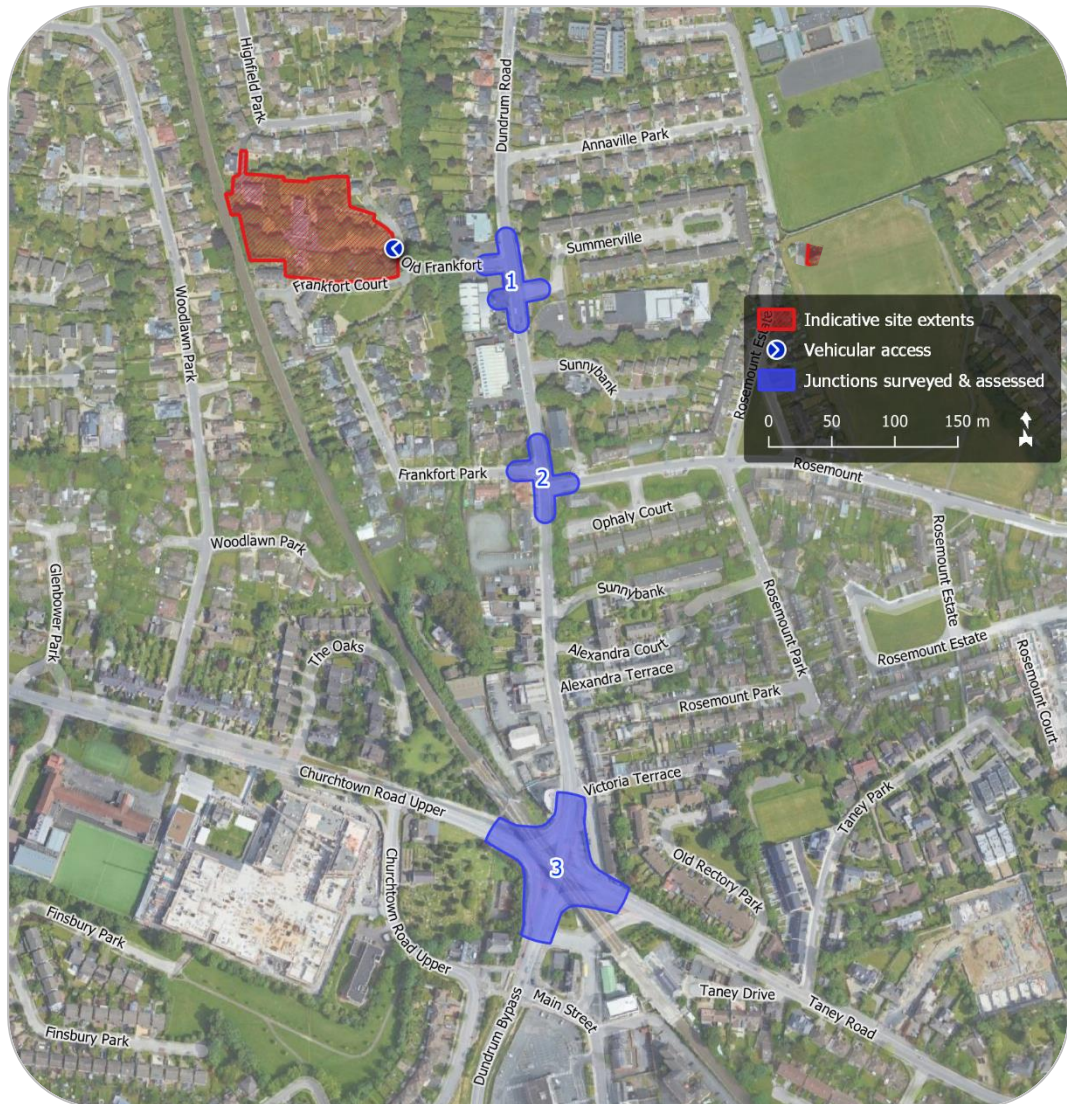 Highfield Park
Dundrum Road
Annaville Park
Summerville
Old Frankfort
1
Frankfort Court
Woodlawn Park
Indicative site extents
Vehicular access
Junctions surveyed & assessed
0 50 100 150 m
Sunnybank
Rosemount Estate
Frankfort Park
2
Rosemount
Ophaly Court
Woodlawn Park
Glenbower Park
Sunnybank
Rosemount Park
Rosemount Estate
The Oaks
Alexandra Court
Alexandra Terrace
Rosemount Estate
Rosemount Park
Rosemount Court
Churchtown Road Upper
Victoria Terrace
Taney Park
3
Old Rectory Park
Churchtown Road Upper
Finsbury Park
Main Street
Taney Drive
Taney Road
Dundrum Bypass
Finsbury Park